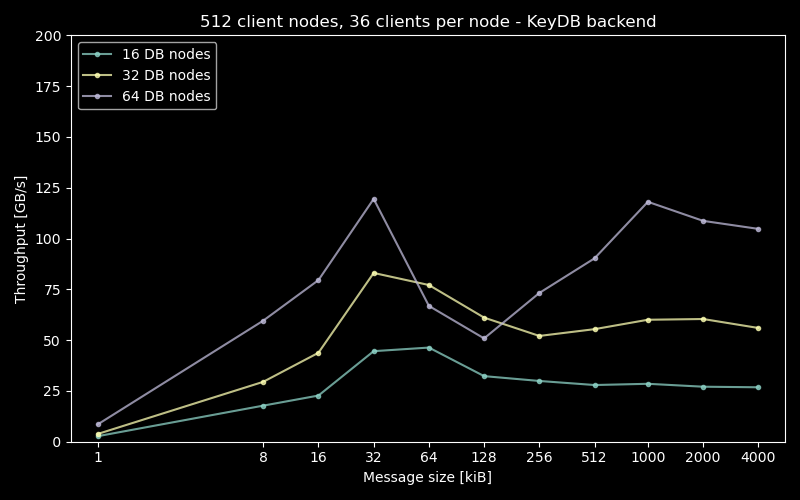 512 client nodes, 36 clients per node - KeyDB backend
200
175
150
125
100
75
50
25
0
Throughput [GB/s]
16 DB nodes
32 DB nodes
64 DB nodes
1 8 16 32 64 128 256 512 1000 2000 4000
Message size [kiB]